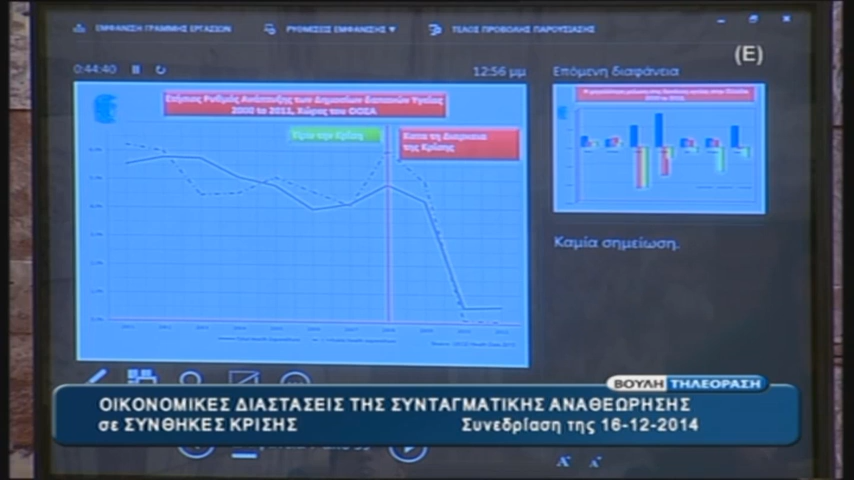 ΕΜΦΑΝΙΣΗ ΓΡΑΜΜΗΣ ΕΡΓΑΣΙΩΝ
ΡΥΘΜΙΣΕΙΣ ΕΜΦΑΝΙΣΗΣ ▼
ΤΕΛΟΣ ΠΡΟΒΟΛΗΣ ΠΑΡΟΥΣΙΑΣΗΣ
(Ε)
0:44:40
12:56 μμ
Επόμενη διαφάνεια
Ετήσιος Ρυθμός Ανάπτυξης των Δημοσίων δαπανών Υγείας
2000 to 2011, Χώρες του ΟΟΣΑ
Πριν την Κρίση
Κατα τη Διαρκεια
της Κρίσης
Καμία σημείωση.
ΒΟΥΛΗ ΤΗΛΕΟΡΑΣΗ
ΟΙΚΟΝΟΜΙΚΕΣ ΔΙΑΣΤΑΣΕΙΣ ΤΗΣ ΣΥΝΤΑΓΜΑΤΙΚΗΣ ΑΝΑΘΕΩΡΗΣΗΣ
σε ΣΥΝΘΗΚΕΣ ΚΡΙΣΗΣ
Συνεδρίαση της 16-12-2014